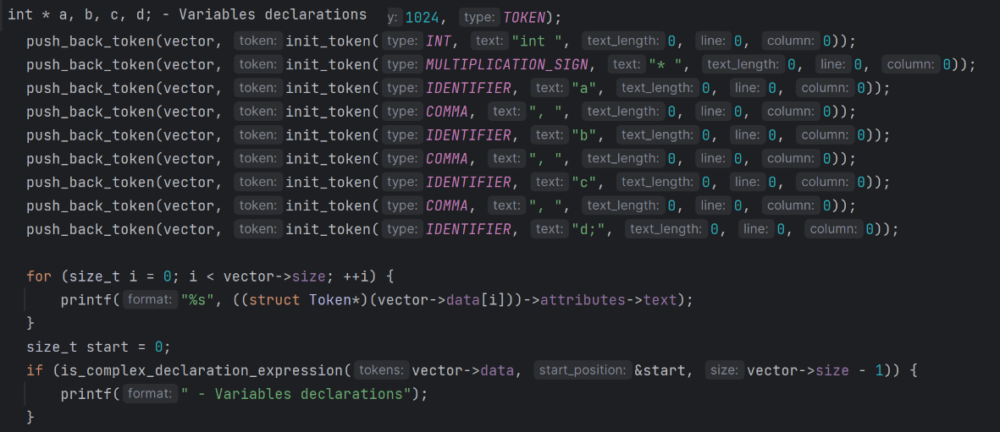 int * a, b, c, d; - Variables declarations y: 1024, type: TOKEN);
push_back_token(vector, token: init_token( type: INT, text: "int ", text_length: 0, line: 0, column: 0));
push_back_token(vector, token: init_token( type: MULTIPLICATION_SIGN, text: "* ", text_length: 0, line: 0, column: 0));
push_back_token(vector, token: init_token( type: IDENTIFIER, text: "a", text_length: 0, line: 0, column: 0));
push_back_token(vector, token: init_token( type: COMMA, text: ", ", text_length: 0, line: 0, column: 0));
push_back_token(vector, token: init_token( type: IDENTIFIER, text: "b", text_length: 0, line: 0, column: 0));
push_back_token(vector, token: init_token( type: COMMA, text: ", ", text_length: 0, line: 0, column: 0));
push_back_token(vector, token: init_token( type: IDENTIFIER, text: "c", text_length: 0, line: 0, column: 0));
push_back_token(vector, token: init_token( type: COMMA, text: ", ", text_length: 0, line: 0, column: 0));
push_back_token(vector, token: init_token( type: IDENTIFIER, text: "d;", text_length: 0, line: 0, column: 0));
for (size_t i = 0; i < vector->size; ++i) {
printf( format: "%s", ((struct Token*)(vector->data[i]))->attributes->text);
}
size_t start = 0;
if (is_complex_declaration_expression( tokens: vector->data, start_position: &start, size: vector->size - 1)) {
printf( format: " - Variables declarations");
}